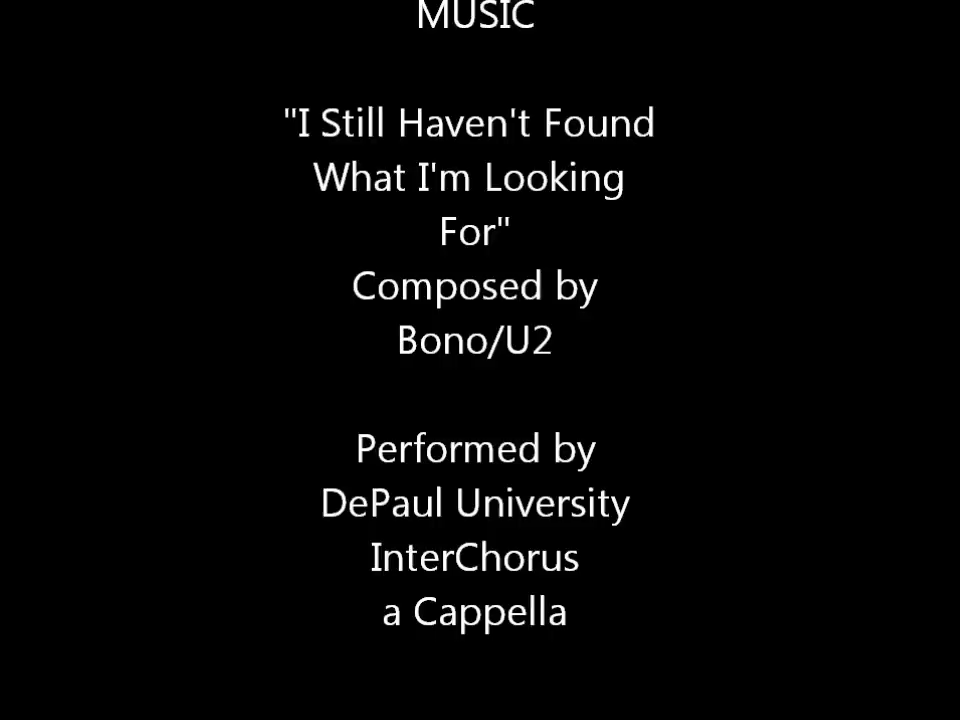 MUSIC
"I Still Haven't Found
What I'm Looking
For"
Composed by
Bono/U2
Performed by
DePaul University
InterChorus
a Cappella